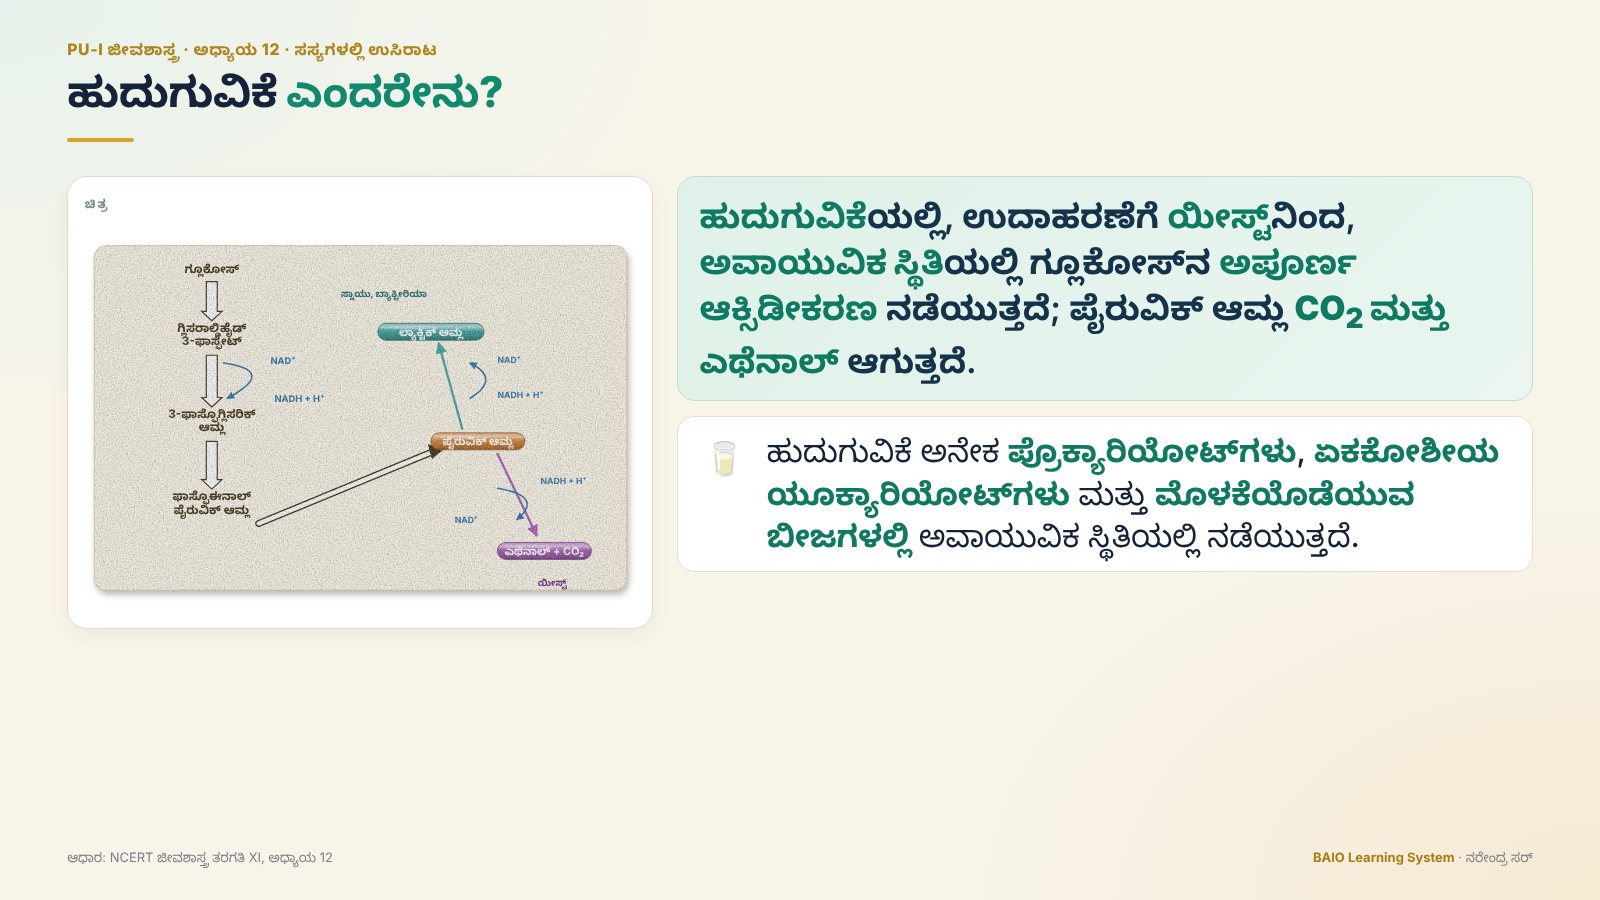 PU-I ಜೀವಶಾಸ್ತ್ರ · ಅಧ್ಯಾಯ 12 · ಸಸ್ಯಗಳಲ್ಲಿ ಉಸಿರಾಟ
ಹುದುಗುವಿಕೆ ಎಂದರೇನು?
ಚಿತ್ರ
ಗ್ಲೂಕೋಸ್
ಗ್ಲಿಸರಾಲ್ಡಿಹೈಡ್
3-ಫಾಸ್ಫೇಟ್
NAD⁺
NADH + H⁺
3-ಫಾಸ್ಫೊಗ್ಲಿಸರಿಕ್
ಆಮ್ಲ
ಫಾಸ್ಫೊಈನಾಲ್
ಪೈರುವಿಕ್ ಆಮ್ಲ
ಸ್ನಾಯು, ಬ್ಯಾಕ್ಟೀರಿಯಾ
ಲ್ಯಾಕ್ಟಿಕ್ ಆಮ್ಲ
NAD⁺
NADH + H⁺
ಪೈರುವಿಕ್ ಆಮ್ಲ
NADH + H⁺
NAD⁺
ಎಥೆನಾಲ್ + CO₂
ಯೀಸ್ಟ್
ಹುದುಗುವಿಕೆಯಲ್ಲಿ, ಉದಾಹರಣೆಗೆ ಯೀಸ್ಟ್‌ನಿಂದ,
ಅವಾಯುವಿಕ ಸ್ಥಿತಿಯಲ್ಲಿ ಗ್ಲೂಕೋಸ್‌ನ ಅಪೂರ್ಣ
ಆಕ್ಸಿಡೀಕರಣ ನಡೆಯುತ್ತದೆ; ಪೈರುವಿಕ್ ಆಮ್ಲ CO₂ ಮತ್ತು
ಎಥೆನಾಲ್ ಆಗುತ್ತದೆ.
ಹುದುಗುವಿಕೆ ಅನೇಕ ಪ್ರೊಕ್ಯಾರಿಯೋಟ್‌ಗಳು, ಏಕಕೋಶೀಯ
ಯೂಕ್ಯಾರಿಯೋಟ್‌ಗಳು ಮತ್ತು ಮೊಳಕೆಯೊಡೆಯುವ
ಬೀಜಗಳಲ್ಲಿ ಅವಾಯುವಿಕ ಸ್ಥಿತಿಯಲ್ಲಿ ನಡೆಯುತ್ತದೆ.
ಆಧಾರ: NCERT ಜೀವಶಾಸ್ತ್ರ ತರಗತಿ XI, ಅಧ್ಯಾಯ 12
BAIO Learning System · ನರೇಂದ್ರ ಸರ್